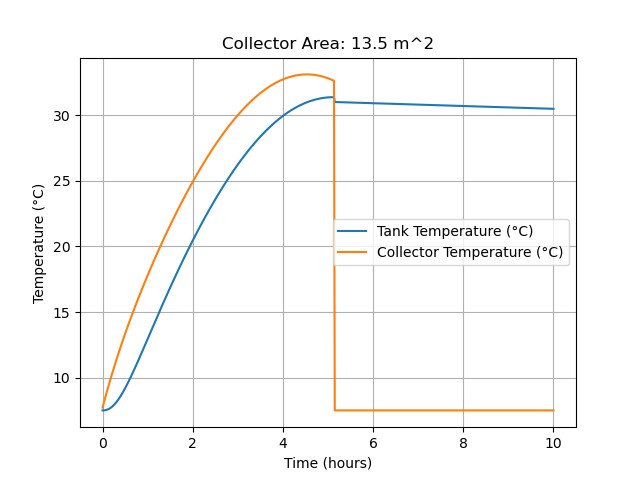 Collector Area: 13.5 m^2
Temperature (°C)
30
25
20
15
10
Tank Temperature (°C)
Collector Temperature (°C)
0 2 4 6 8 10
Time (hours)